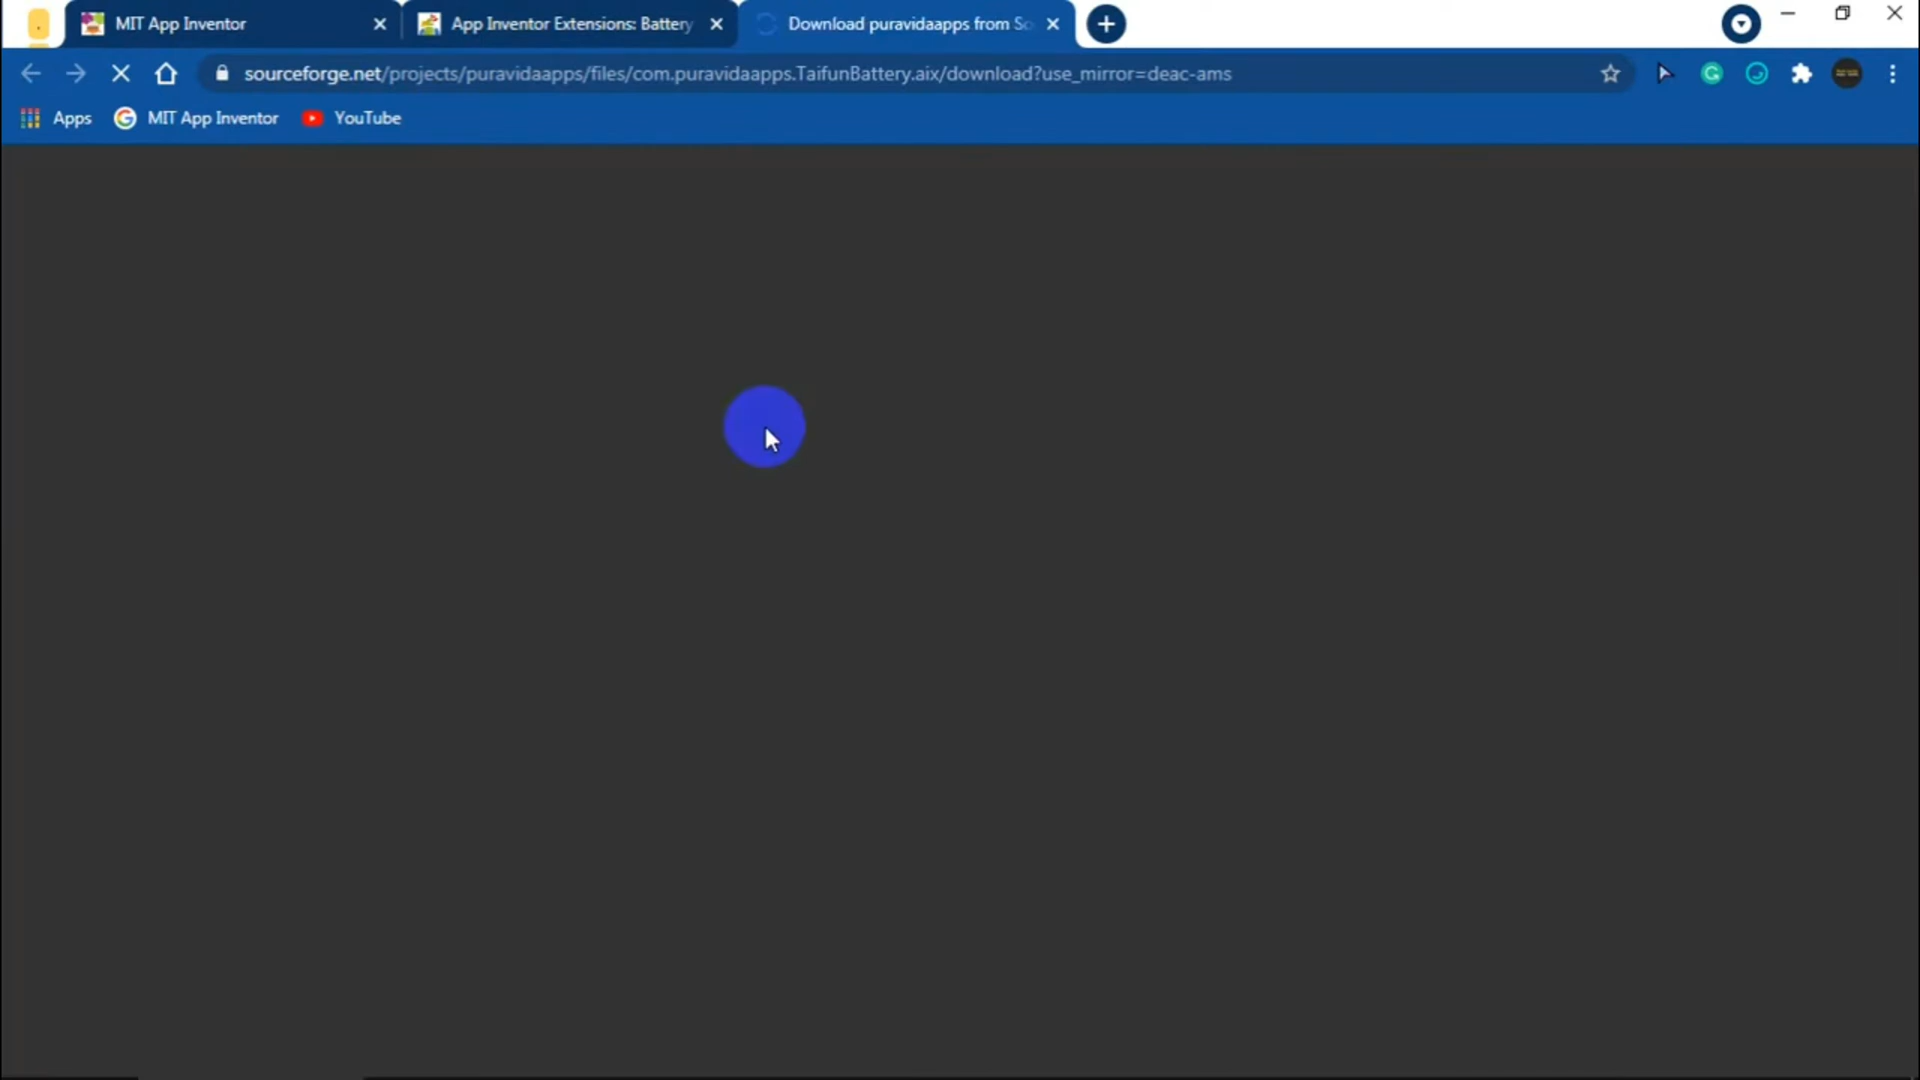 MIT App Inventor
App Inventor Extensions: Battery
Download puravidaapps from So
sourceforge.net/projects/puravidaapps/files/com.puravidaapps.TaifunBattery.aix/download?use_mirror=deac-ams
Apps
MIT App Inventor
YouTube